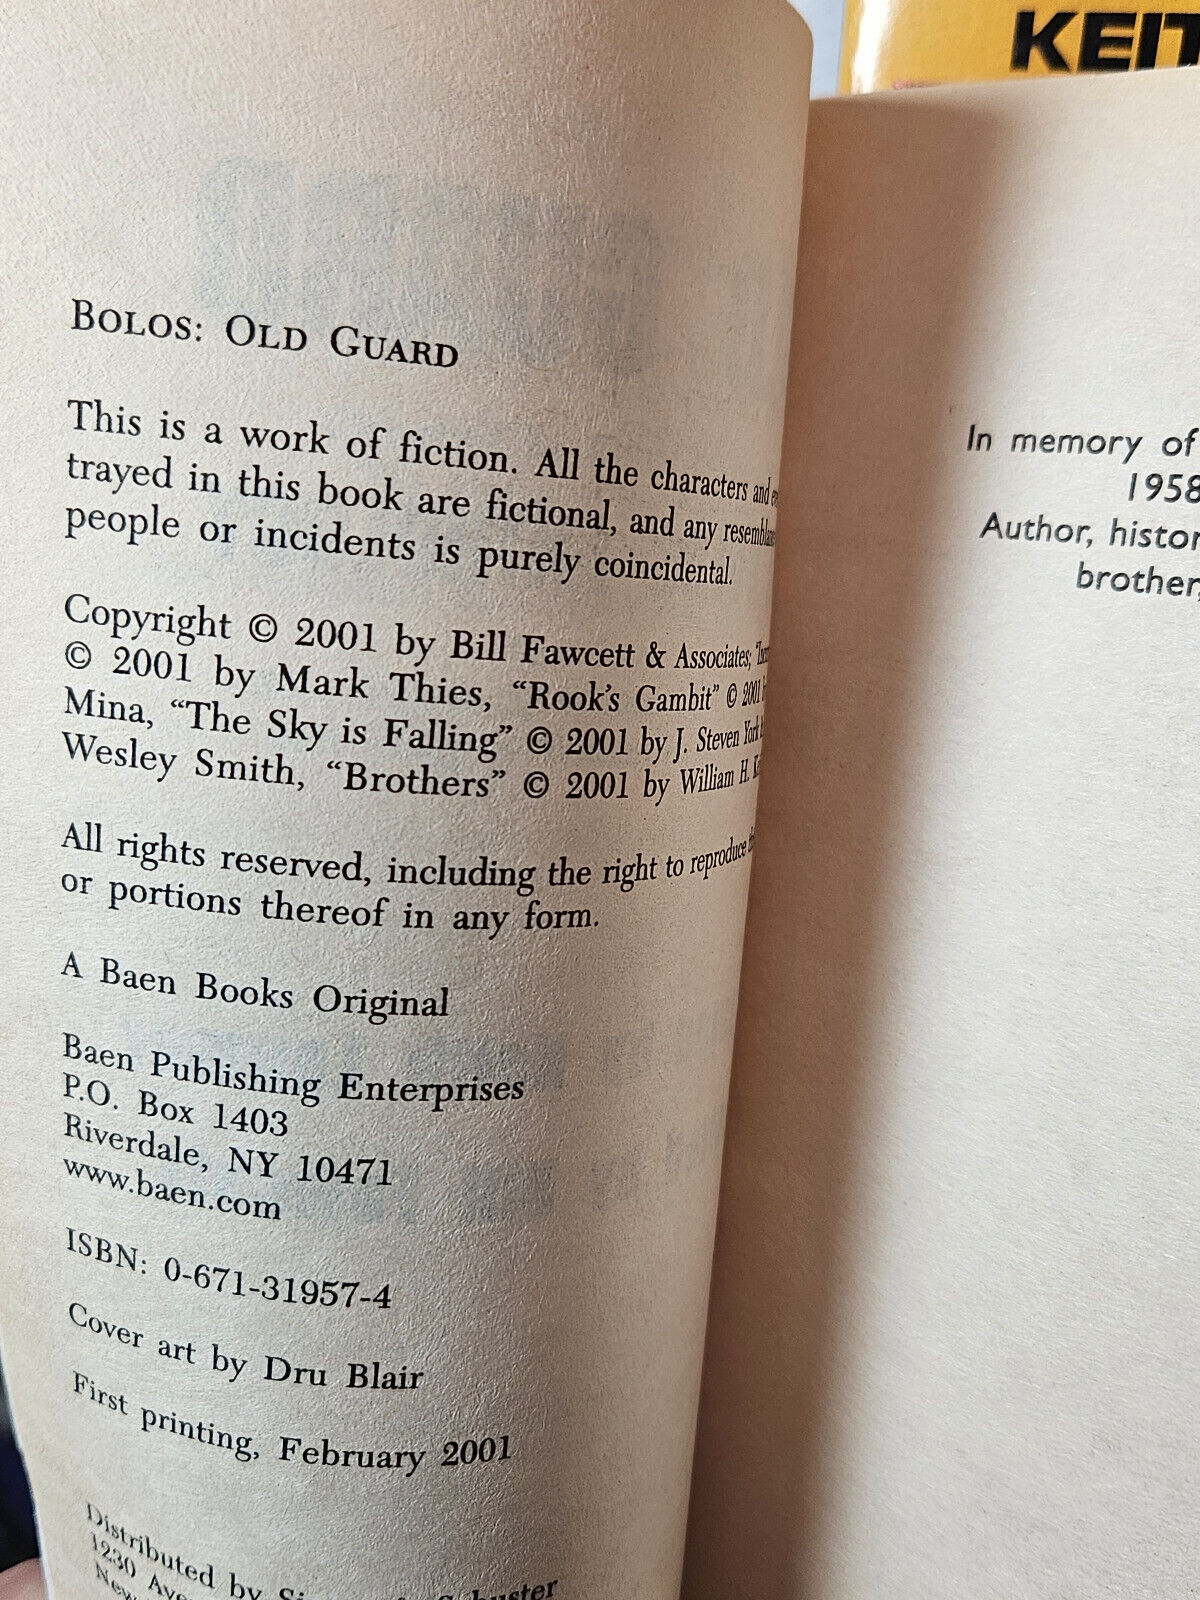 KEIT
BOLOS: OLD GUARD
This is a work of fiction. All the characters and
trayed in this book are fictional, and any
people or incidents is purely coincidental.
Copyright © 2001 by Bill Fawcett & Associates;
© 2001 by Mark Thies, “Rook’s Gambit” © 2001
Mina, “The Sky is Falling” © 2001 by J. Steven York
Wesley Smith, “Brothers” © 2001 by William H.
All rights reserved, including the right to reproduce
or portions thereof in any form.
A Baen Books Original
Baen Publishing Enterprises
P.O. Box 1403
Riverdale, NY 10471
www.baen.com
ISBN: 0-671-31957-4
Cover art by Dru Blair
First printing, February 2001
Distributed by
1230
New
In memory of
1958
Author, histor
brother,